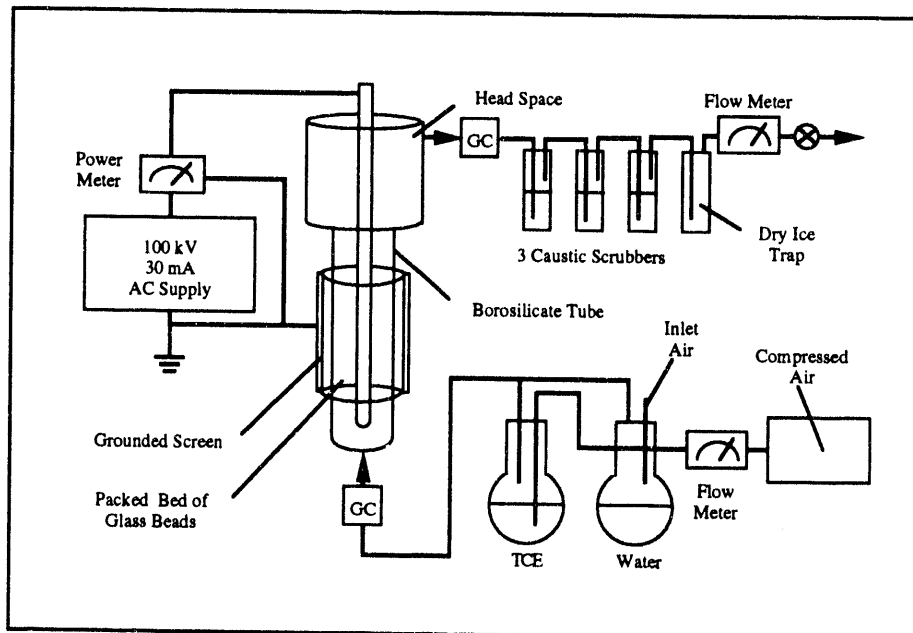 Head Space
Flow Meter
GC
Power
Meter
3 Caustic Scrubbers
Dry Ice
Trap
100 kV
30 mA
AC Supply
Borosilicate Tube
Inlet
Air
Compressed
Air
Grounded Screen
Packed Bed of
Glass Beads
GC
Flow
Meter
TCE
Water